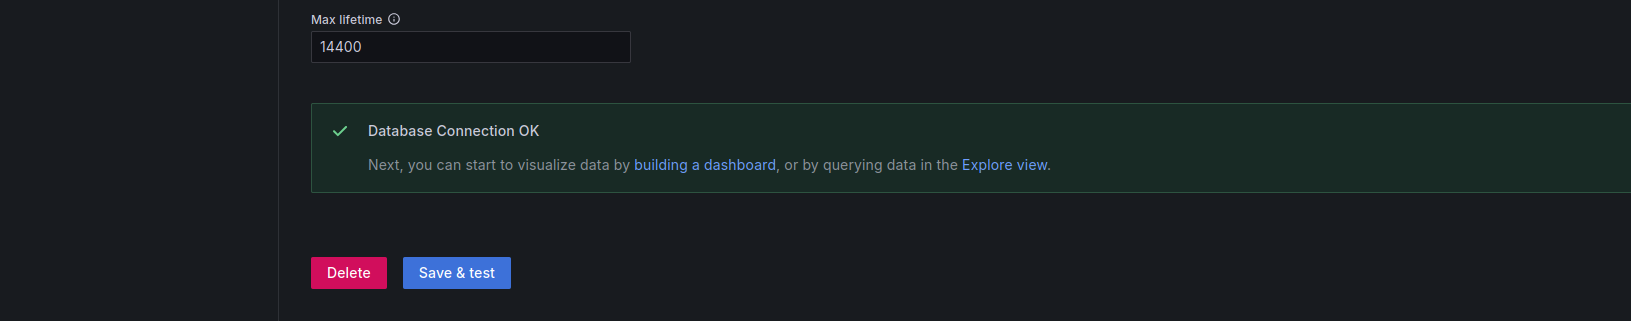 Max lifetime
14400
Database Connection OK
Next, you can start to visualize data by building a dashboard, or by querying data in the Explore view.
Delete
Save & test